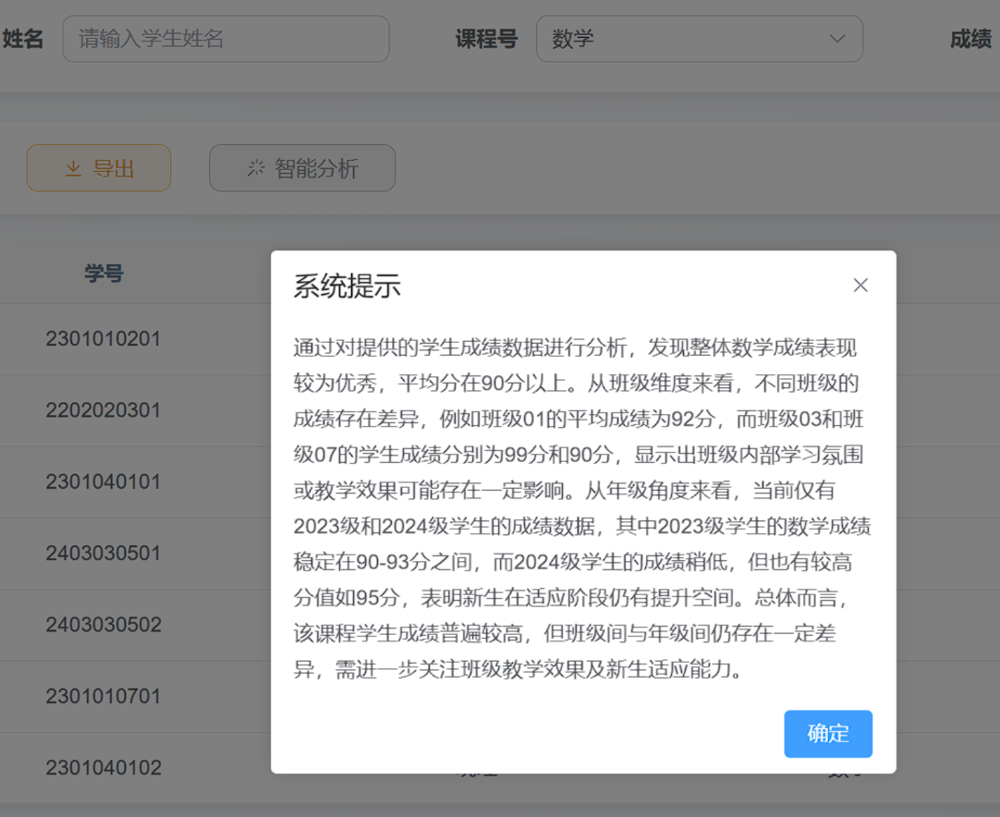 姓名 请输入学生姓名 课程号 数学 成绩
导出 智能分析
学号
系统提示
2301010201
通过对提供的学生成绩数据进行分析，发现整体数学成绩表现
较为优秀，平均分在90分以上。从班级维度来看，不同班级的
2202020301
成绩存在差异，例如班级01的平均成绩为92分，而班级03和班
级07的学生成绩分别为99分和90分，显示出班级内部学习氛围
2301040101
或教学效果可能存在一定影响。从年级角度来看，当前仅有
2023级和2024级学生的成绩数据，其中2023级学生的数学成绩
2403030501
稳定在90-93分之间，而2024级学生的成绩稍低，但也有较高
分值如95分，表明新生在适应阶段仍有提升空间。总体而言，
2403030502
该课程学生成绩普遍较高，但班级间与年级间仍存在一定差
异，需进一步关注班级教学效果及新生适应能力。
2301010701
确定
2301040102